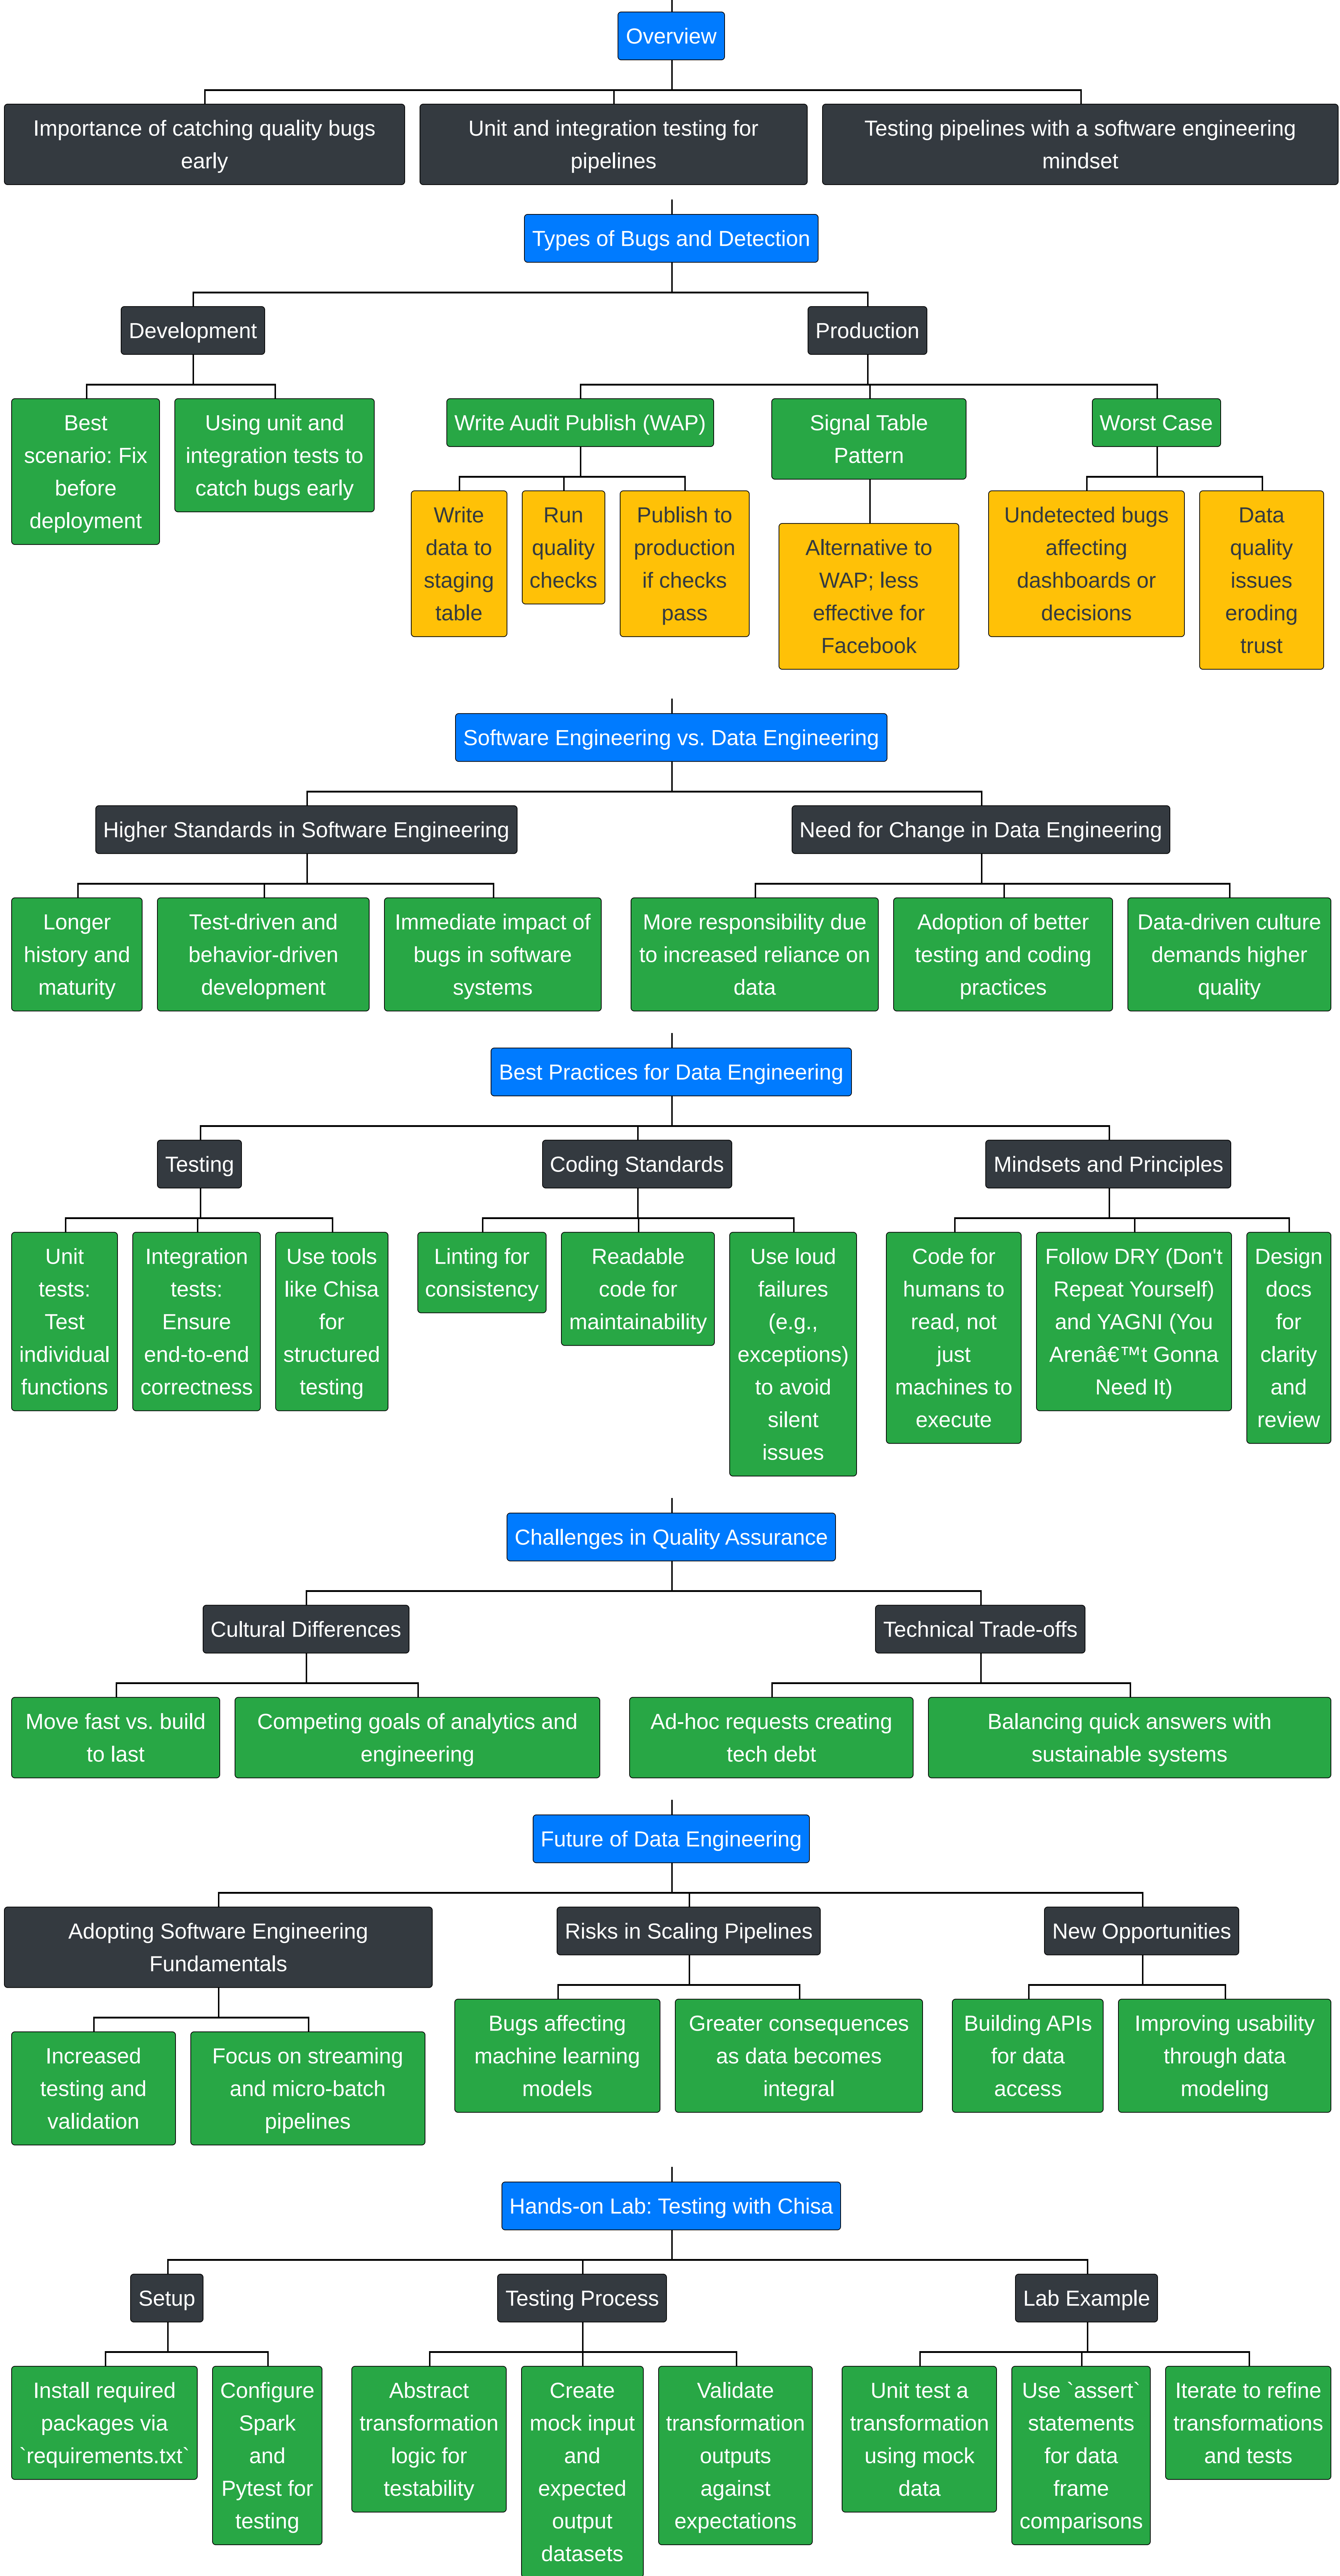 Overview
Importance of catching quality bugs
early
Unit and integration testing for
pipelines
Testing pipelines with a software engineering
mindset
Types of Bugs and Detection
Development
Best
scenario: Fix
before
deployment
Using unit and
integration tests to
catch bugs early
Production
Write Audit Publish (WAP)
Write
data to
staging
table
Run
quality
checks
Publish to
production
if checks
pass
Signal Table
Pattern
Alternative to
WAP; less
effective for
Facebook
Worst Case
Undetected bugs
affecting
dashboards or
decisions
Data
quality
issues
eroding
trust
Software Engineering vs. Data Engineering
Higher Standards in Software Engineering
Longer
history and
maturity
Test-driven and
behavior-driven
development
Immediate impact of
bugs in software
systems
Need for Change in Data Engineering
More responsibility due
to increased reliance on
data
Adoption of better
testing and coding
practices
Data-driven culture
demands higher
quality
Best Practices for Data Engineering
Testing
Unit
tests:
Test
individual
functions
Integration
tests:
Ensure
end-to-end
correctness
Use tools
like Chisa
for
structured
testing
Coding Standards
Linting for
consistency
Readable
code for
maintainability
Use loud
failures
(e.g.,
exceptions)
to avoid
silent
issues
Mindsets and Principles
Code for
humans to
read, not
just
machines to
execute
Follow DRY (Don't
Repeat Yourself)
and YAGNI (You
Arenâ€™t Gonna
Need It)
Design
docs
for
clarity
and
review
Challenges in Quality Assurance
Cultural Differences
Move fast vs. build
to last
Competing goals of analytics and
engineering
Technical Trade-offs
Ad-hoc requests creating
tech debt
Balancing quick answers with
sustainable systems
Future of Data Engineering
Adopting Software Engineering
Fundamentals
Increased
testing and
validation
Focus on streaming
and micro-batch
pipelines
Risks in Scaling Pipelines
Bugs affecting
machine learning
models
Greater consequences
as data becomes
integral
New Opportunities
Building APIs
for data
access
Improving usability
through data
modeling
Hands-on Lab: Testing with Chisa
Setup
Install required
packages via
`requirements.txt`
Configure
Spark
and
Pytest for
testing
Testing Process
Abstract
transformation
logic for
testability
Create
mock input
and
expected
output
datasets
Validate
transformation
outputs
against
expectations
Lab Example
Unit test a
transformation
using mock
data
Use `assert`
statements
for data
frame
comparisons
Iterate to refine
transformations
and tests